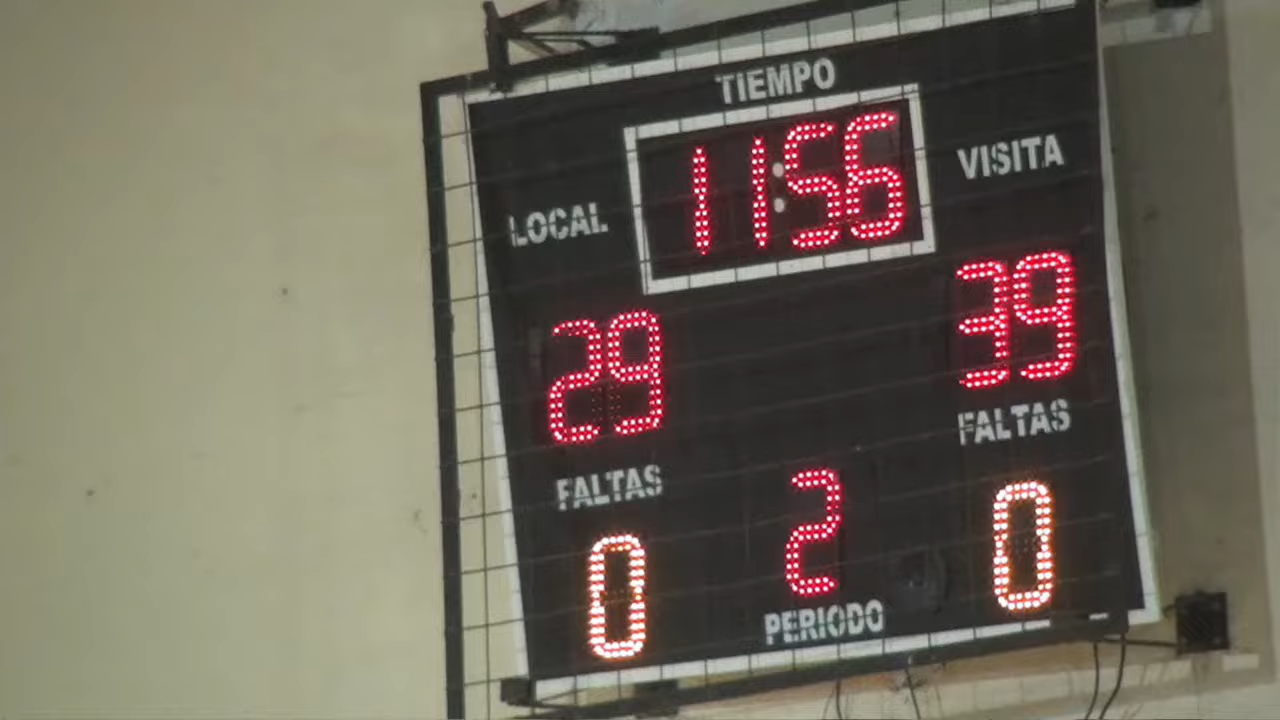 TIEMPO
11:56
LOCAL
VISITA
29
39
FALTAS
FALTAS
0
2
0
PERIODO